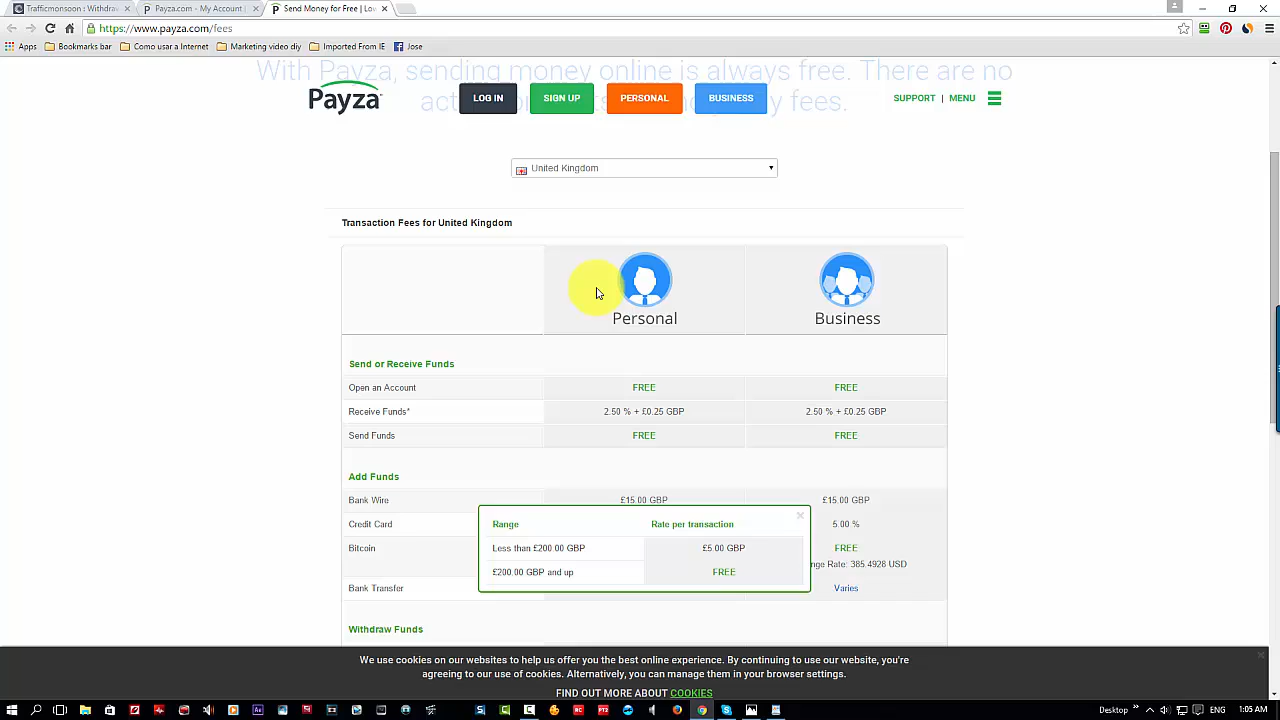 Trafficmonsoon : Withdraw
Payza.com - My Account
Send Money for Free | Lo
https://www.payza.com/fees
Apps
Bookmarks bar
Como usar a Internet
Marketing video diy
Imported From IE
Jose
With Payza, sending money online is always free. There are no
fees.
Payza
LOG IN
SIGN UP
PERSONAL
BUSINESS
SUPPORT | MENU
United Kingdom
Transaction Fees for United Kingdom
Personal
Business
Send or Receive Funds
Open an Account FREE FREE
Receive Funds* 2.50 % + £0.25 GBP 2.50 % + £0.25 GBP
Send Funds FREE FREE
Add Funds
Bank Wire £15.00 GBP £15.00 GBP
Credit Card 5.00 %
Bitcoin FREE
nge Rate: 385.4928 USD
Bank Transfer Varies
Range Rate per transaction
Less than £200.00 GBP £5.00 GBP
£200.00 GBP and up FREE
Withdraw Funds
We use cookies on our websites to help us offer you the best online experience. By continuing to use our website, you're
agreeing to our use of cookies. Alternatively, you can manage them in your browser settings.
FIND OUT MORE ABOUT COOKIES
Desktop
ENG
1:05 AM